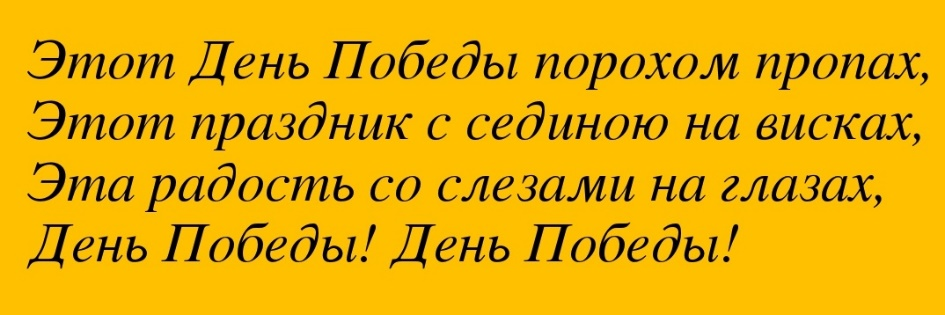 Этот День Победы порохом пропах,
Этот праздник с сединою на висках,
Эта радость со слезами на глазах,
День Победы! День Победы!